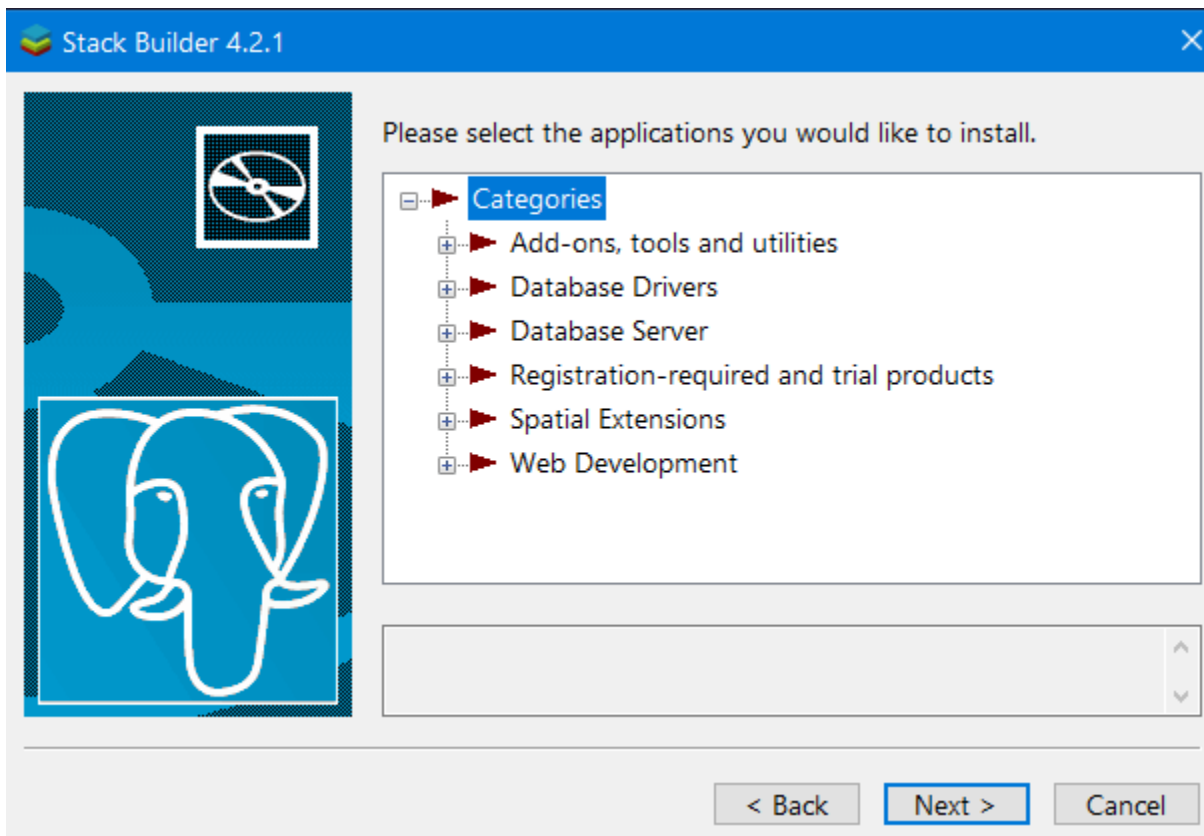 Stack Builder 4.2.1
Please select the applications you would like to install.
Categories
Add-ons, tools and utilities
Database Drivers
Database Server
Registration-required and trial products
Spatial Extensions
Web Development
< Back
Next >
Cancel